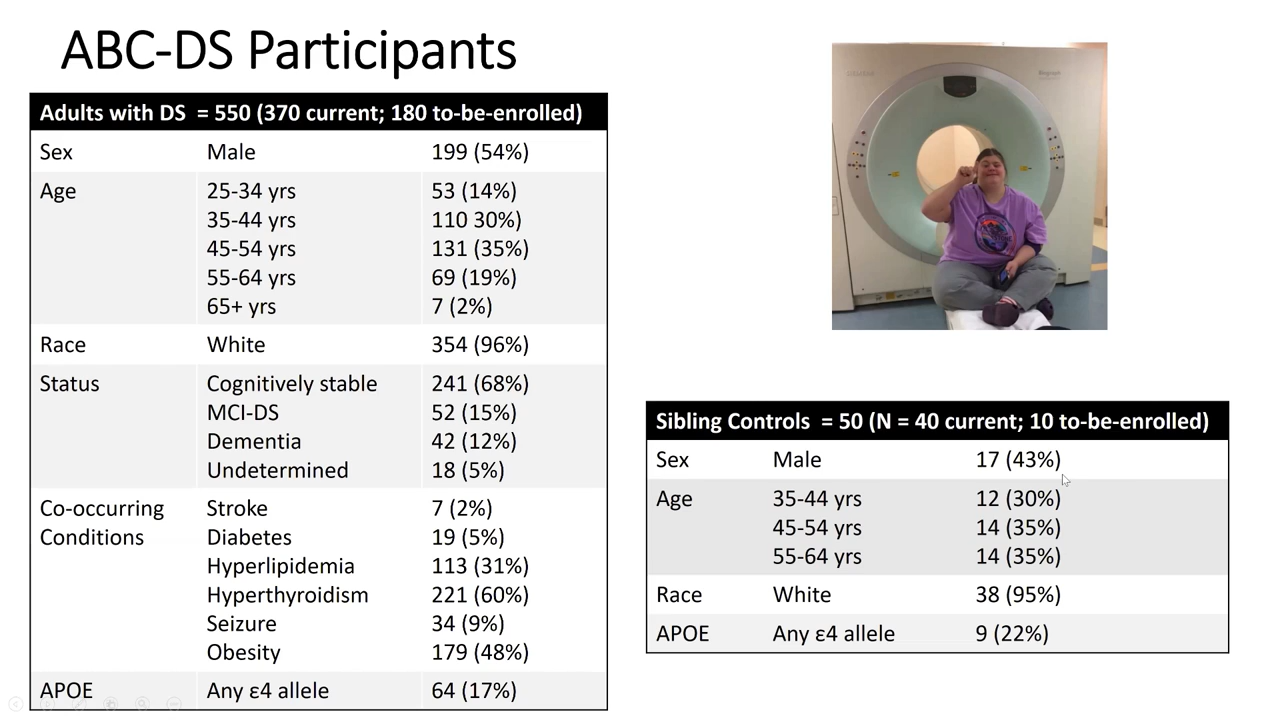 ABC-DS Participants
Adults with DS = 550 (370 current; 180 to-be-enrolled)
Sex Male 199 (54%)
Age 25-34 yrs 53 (14%)
35-44 yrs 110 30%)
45-54 yrs 131 (35%)
55-64 yrs 69 (19%)
65+ yrs 7 (2%)
Race White 354 (96%)
Status Cognitively stable 241 (68%)
MCI-DS 52 (15%)
Dementia 42 (12%)
Undetermined 18 (5%)
Co-occurring Stroke 7 (2%)
Conditions Diabetes 19 (5%)
Hyperlipidemia 113 (31%)
Hyperthyroidism 221 (60%)
Seizure 34 (9%)
Obesity 179 (48%)
APOE Any ε4 allele 64 (17%)
Sibling Controls = 50 (N = 40 current; 10 to-be-enrolled)
Sex Male 17 (43%)
Age 35-44 yrs 12 (30%)
45-54 yrs 14 (35%)
55-64 yrs 14 (35%)
Race White 38 (95%)
APOE Any ε4 allele 9 (22%)